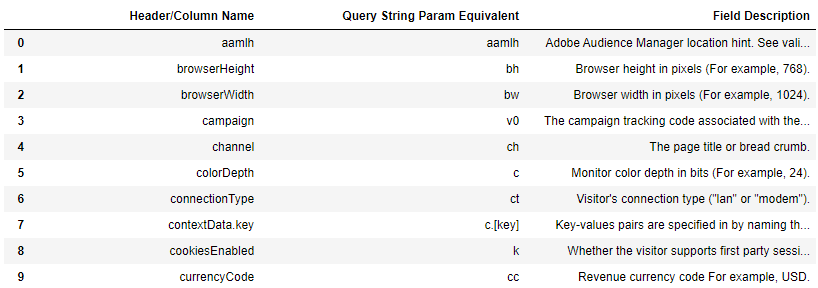 Header/Column Name Query String Param Equivalent Field Description
0 aamlh aamlh Adobe Audience Manager location hint. See vali...
1 browserHeight bh Browser height in pixels (For example, 768).
2 browserWidth bw Browser width in pixels (For example, 1024).
3 campaign v0 The campaign tracking code associated with the...
4 channel ch The page title or bread crumb.
5 colorDepth c Monitor color depth in bits (For example, 24).
6 connectionType ct Visitor's connection type ("lan" or "modem").
7 contextData.key c.[key] Key-values pairs are specified in by naming th...
8 cookiesEnabled k Whether the visitor supports first party sessi...
9 currencyCode cc Revenue currency code For example, USD.